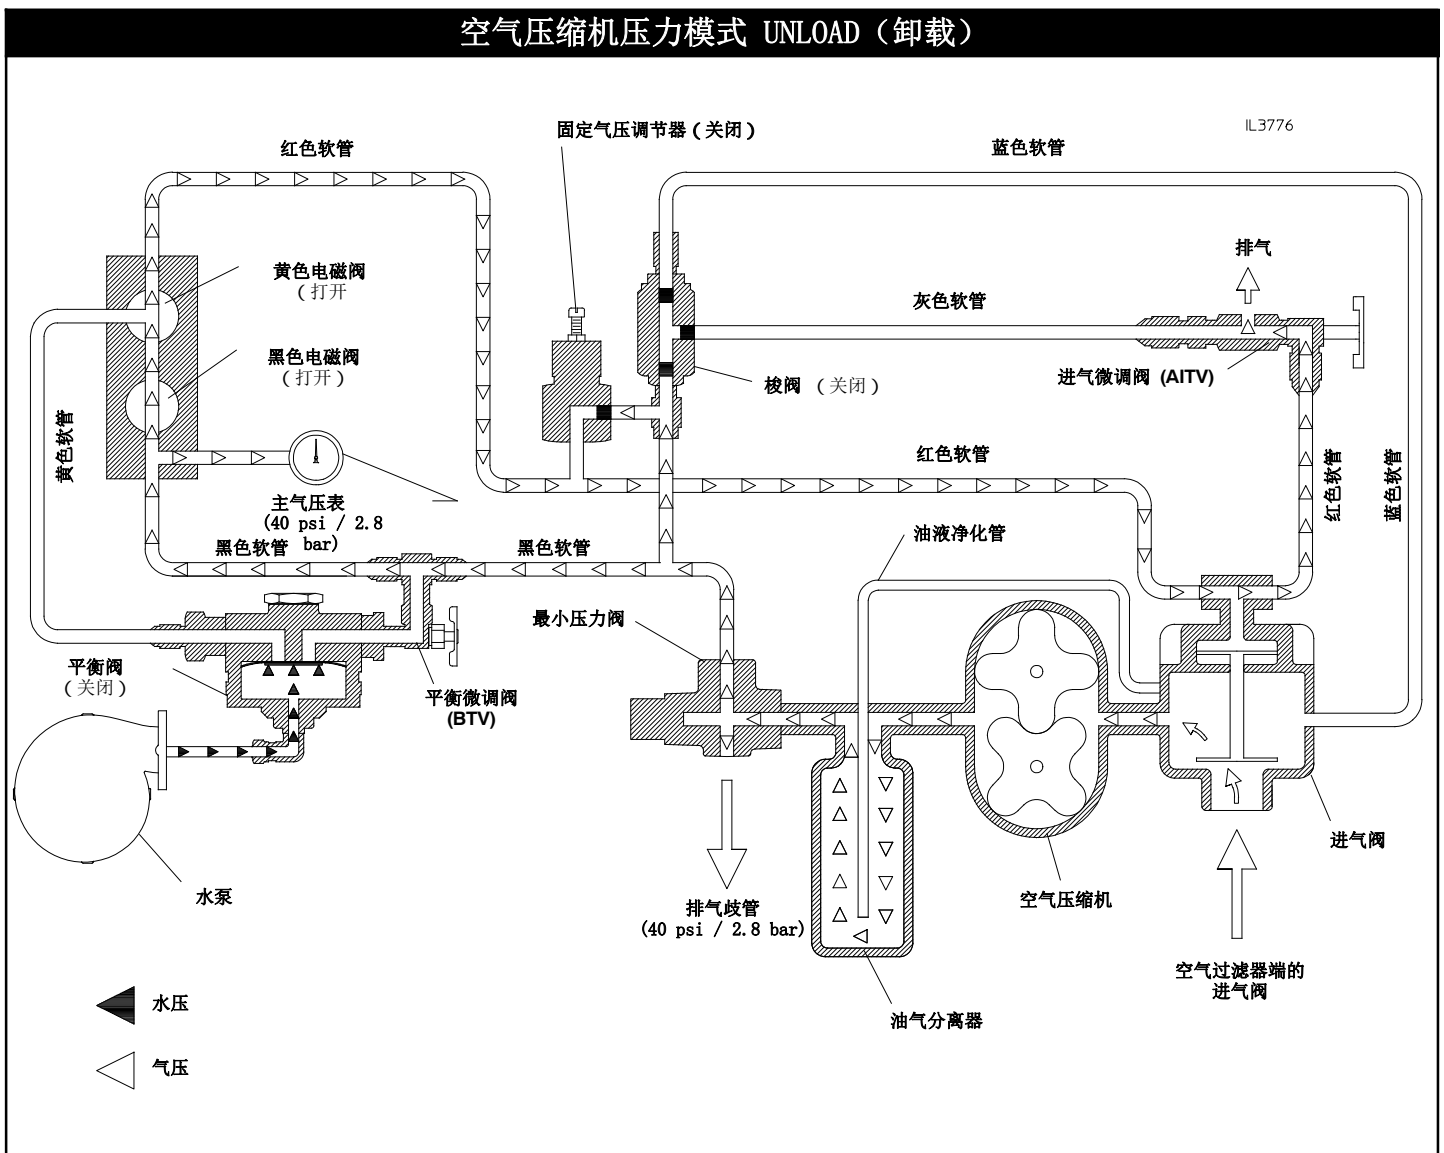 空气压缩机压力模式 UNLOAD（卸载）
固定气压调节器（关闭）
IL3776
红色软管
蓝色软管
排气
黄色电磁阀
（打开
灰色软管
黑色电磁阀
（打开）
进气微调阀 (AITV)
梭阀 （关闭）
黄色软管
红色软管
红色软管
蓝色软管
主气压表
(40 psi / 2.8
bar)
油液净化管
黑色软管
黑色软管
最小压力阀
平衡阀
（关闭）
平衡微调阀
(BTV)
进气阀
水泵
空气压缩机
排气歧管
(40 psi / 2.8 bar)
空气过滤器端的
进气阀
水压
油气分离器
气压